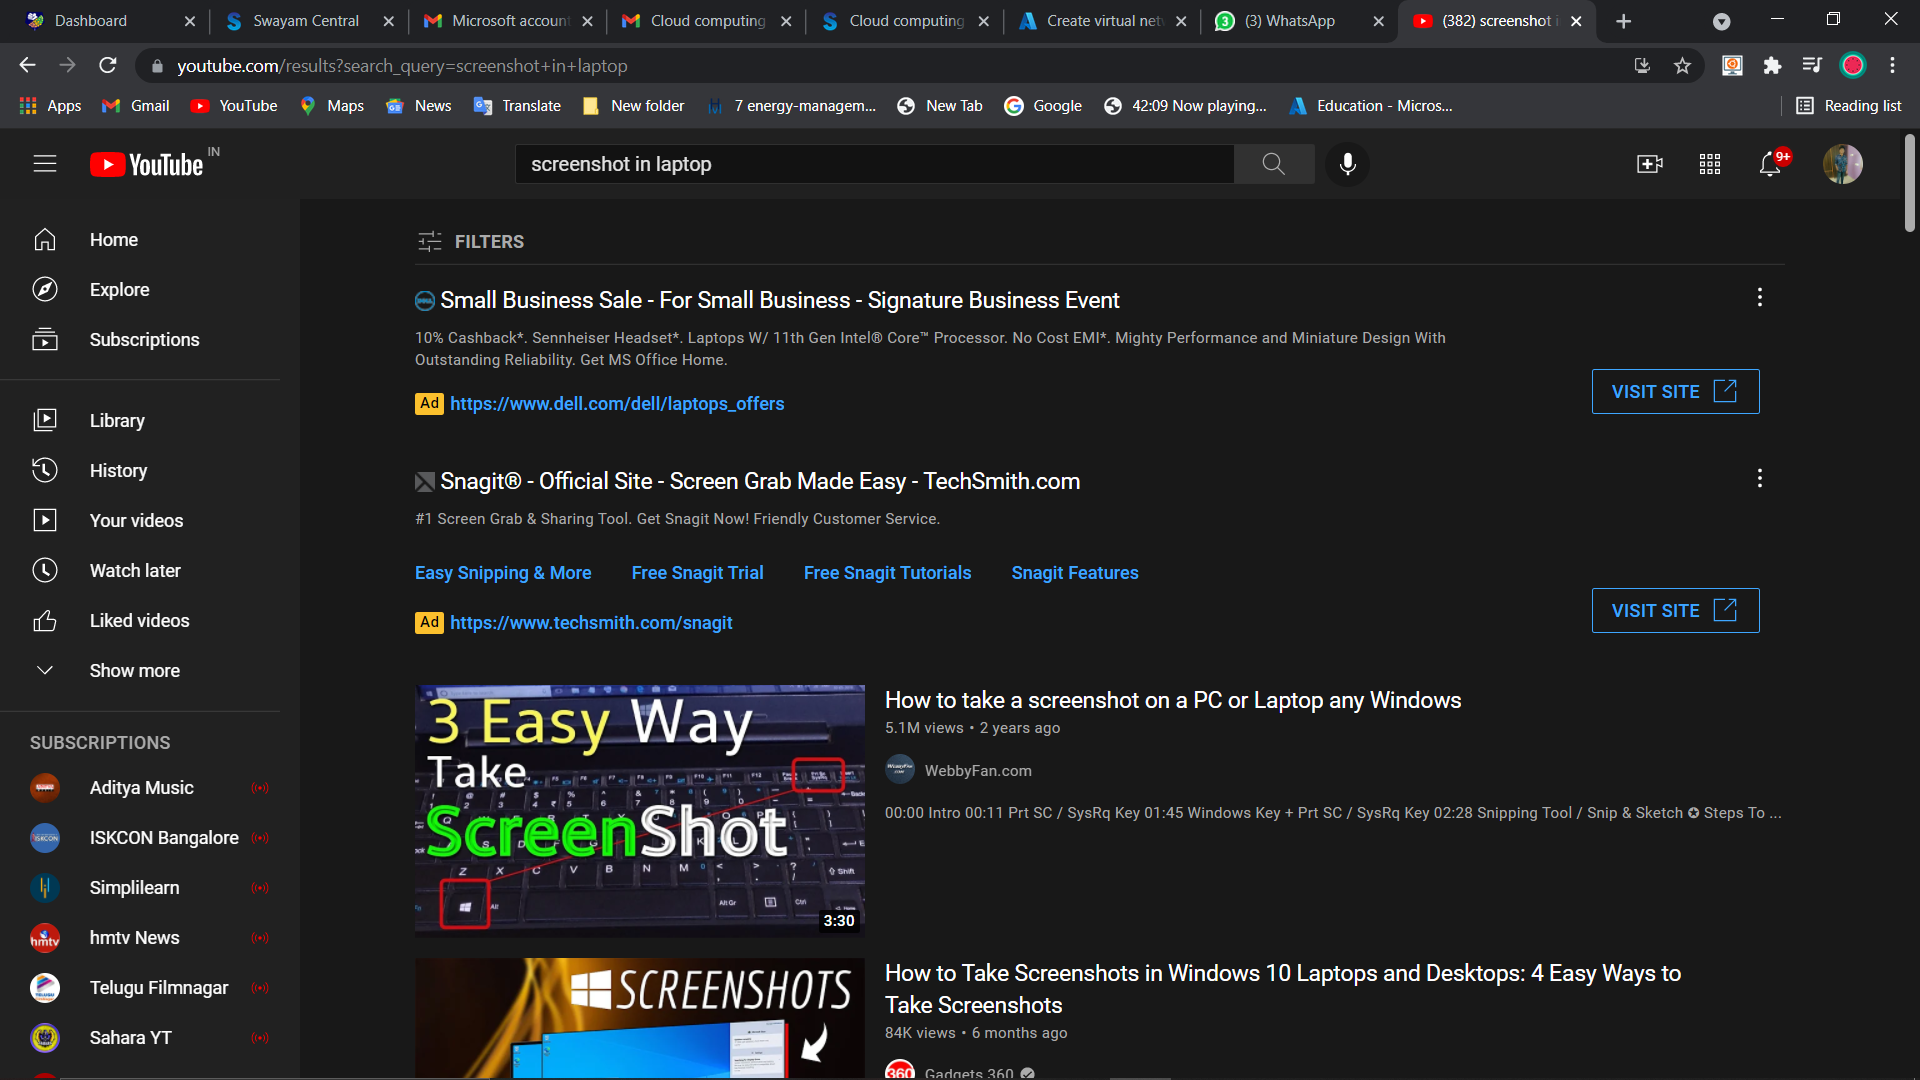 Dashboard
Swayam Central
Microsoft account
Cloud computing
Cloud computing
Create virtual net
(3) WhatsApp
(382) screenshot i
youtube.com/results?search_query=screenshot+in+laptop
Apps
Gmail
YouTube
Maps
News
Translate
New folder
7 energy-managem...
New Tab
Google
42:09 Now playing...
Education - Micros...
Reading list
YouTube IN
screenshot in laptop
9+
Home
Explore
Subscriptions
Library
History
Your videos
Watch later
Liked videos
Show more
SUBSCRIPTIONS
Aditya Music
ISKCON Bangalore
Simplilearn
hmtv News
Telugu Filmnagar
Sahara YT
FILTERS
Small Business Sale - For Small Business - Signature Business Event
10% Cashback*. Sennheiser Headset*. Laptops W/ 11th Gen Intel® Core™ Processor. No Cost EMI*. Mighty Performance and Miniature Design With
Outstanding Reliability. Get MS Office Home.
Ad https://www.dell.com/dell/laptops_offers
VISIT SITE
Snagit® - Official Site - Screen Grab Made Easy - TechSmith.com
#1 Screen Grab & Sharing Tool. Get Snagit Now! Friendly Customer Service.
Easy Snipping & More
Free Snagit Trial
Free Snagit Tutorials
Snagit Features
Ad https://www.techsmith.com/snagit
VISIT SITE
3 Easy Way
Take
ScreenShot
3:30
How to take a screenshot on a PC or Laptop any Windows
5.1M views • 2 years ago
WebbyFan.com
00:00 Intro 00:11 Prt SC / SysRq Key 01:45 Windows Key + Prt SC / SysRq Key 02:28 Snipping Tool / Snip & Sketch ✪ Steps To ...
SCREENSHOTS
How to Take Screenshots in Windows 10 Laptops and Desktops: 4 Easy Ways to
Take Screenshots
84K views • 6 months ago
360
Gadgets 360